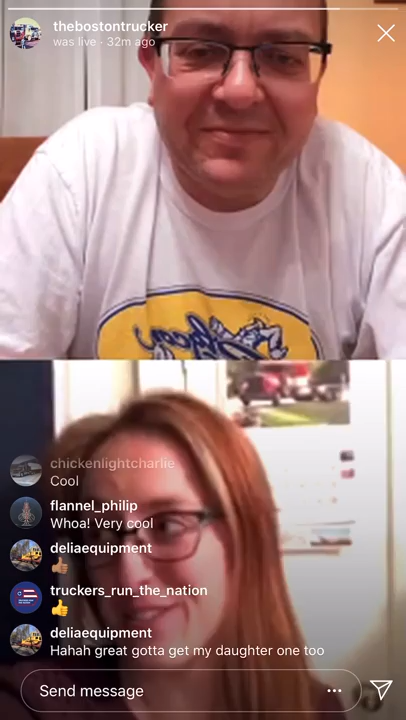 thebostontrucker
was live · 32m ago
chickenlightcharlie
Cool
flannel_philip
Whoa! Very cool
deliaequipment
👍🏽
truckers_run_the_nation
👍
deliaequipment
Hahah great gotta get my daughter one too
Send message